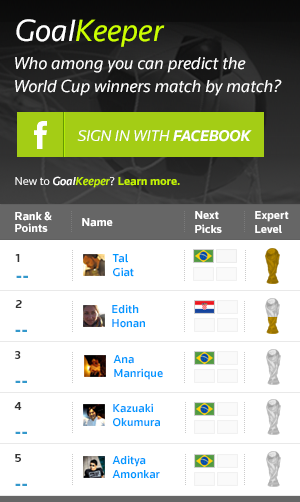 GoalKeeper
Who among you can predict the
World Cup winners match by match?
f SIGN IN WITH FACEBOOK
New to GoalKeeper? Learn more.
Rank & Points Name Next Picks Expert Level
1 -- Tal Giat
2 -- Edith Honan
3 -- Ana Manrique
4 -- Kazuaki Okumura
5 -- Aditya Amonkar